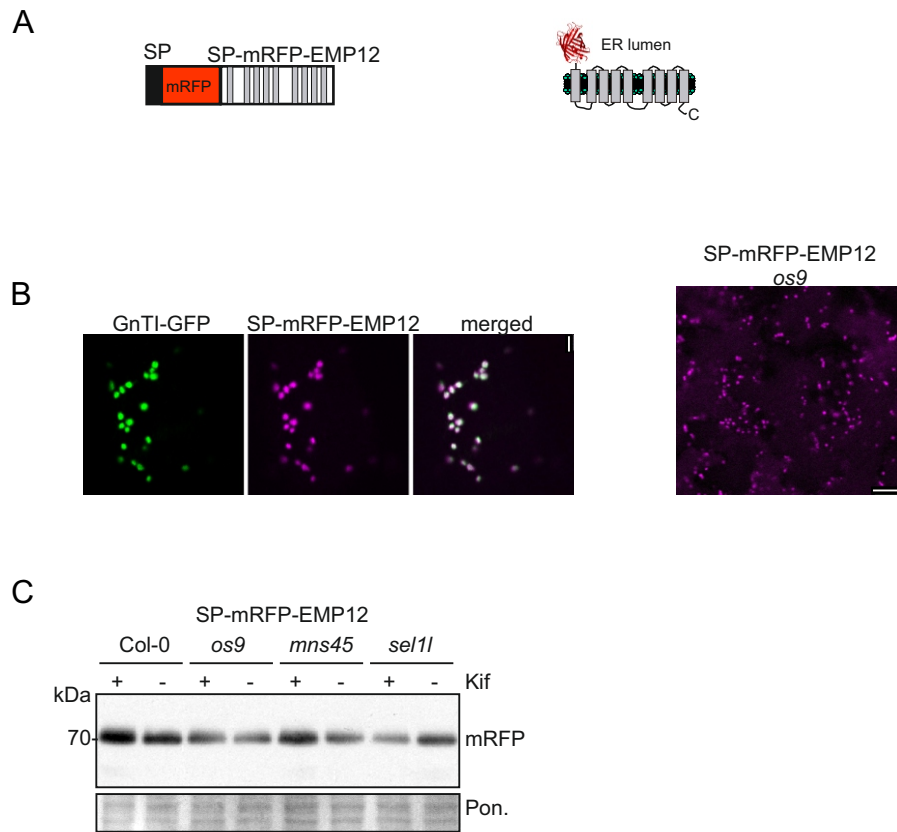 A
SP
SP-mRFP-EMP12
mRFP
ER lumen
C
B
GnTI-GFP
SP-mRFP-EMP12
merged
SP-mRFP-EMP12
os9
C
SP-mRFP-EMP12
Col-0 os9 mns45 sel1l
+ - + - + - + - Kif
kDa
70 mRFP
Pon.